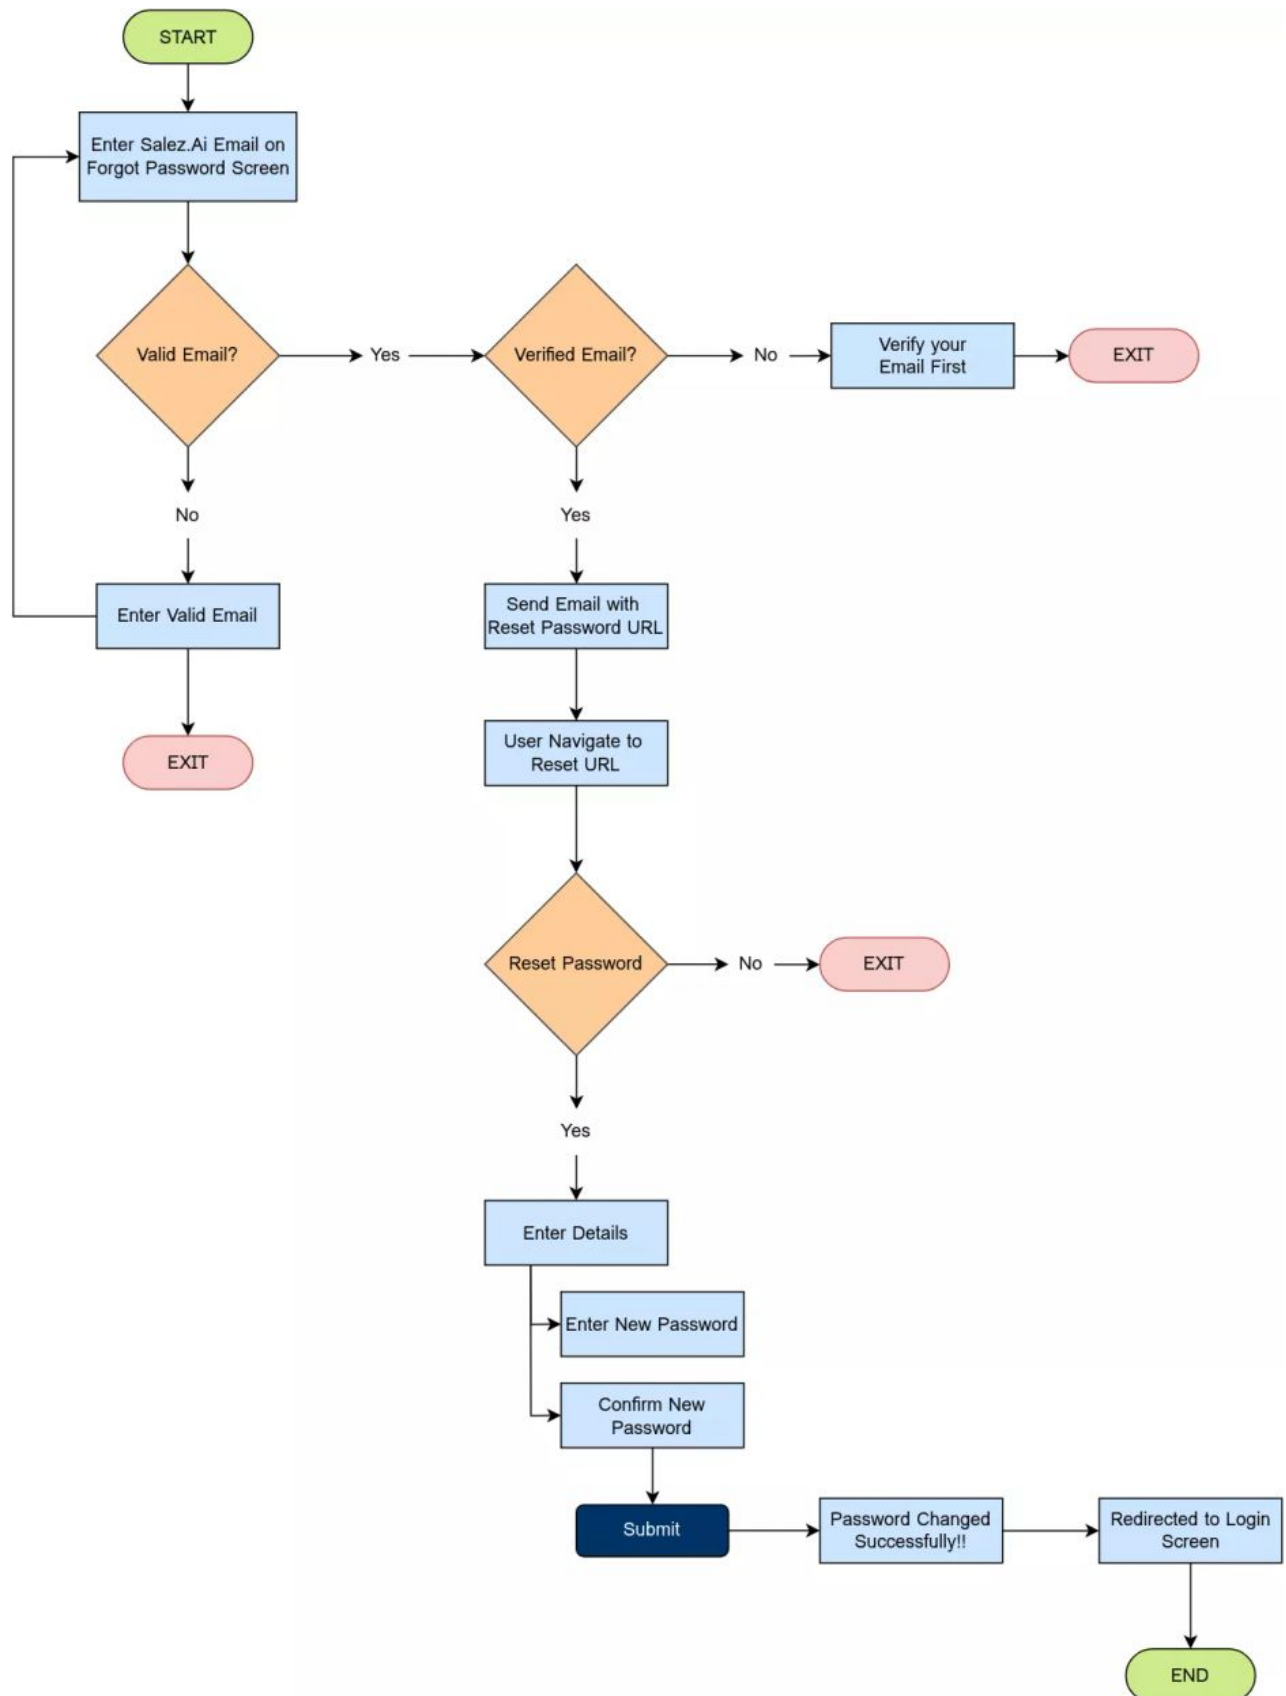 START
Enter Salez.Ai Email on
Forgot Password Screen
Valid Email?
Yes
Verified Email?
No
Verify your
Email First
EXIT
No
Yes
Enter Valid Email
Send Email with
Reset Password URL
EXIT
User Navigate to
Reset URL
Reset Password
No
EXIT
Yes
Enter Details
Enter New Password
Confirm New
Password
Submit
Password Changed
Successfully!!
Redirected to Login
Screen
END